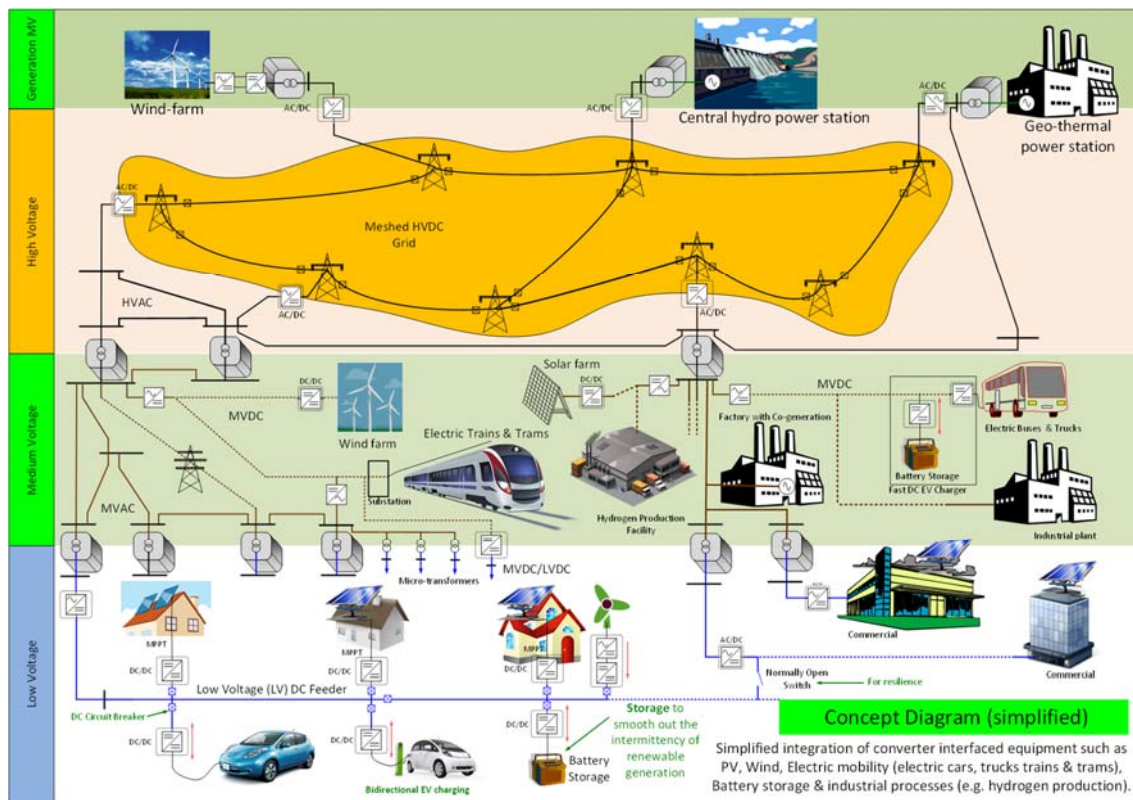 Generation MV
High Voltage
Medium Voltage
Low Voltage
Wind-farm
AC/DC
AC/DC
Central hydro power station
AC/DC
Geo-thermal
power station
AC/DC
Meshed HVDC
Grid
HVAC
AC/DC
AC/DC
Solar farm
DC/DC
DC/DC
MVDC
Wind farm
MVDC
Factory with Co-generation
Electric Buses & Trucks
Electric Trains & Trams
Substation
Battery Storage
Fast DC EV Charger
MVAC
Hydrogen Production
Facility
Industrial plant
Micro-transformers
MVDC/LVDC
MPPT
MPPT
MPPT
Commercial
DC/DC
DC/DC
DC/DC
AC/DC
Commercial
Low Voltage (LV) DC Feeder
Normally Open
Switch
For resilience
DC Circuit Breaker
DC/DC
DC/DC
DC/DC
Storage to
smooth out the
intermittency of
renewable
generation
Battery
Storage
Bidirectional EV charging
Concept Diagram (simplified)
Simplified integration of converter interfaced equipment such as
PV, Wind, Electric mobility (electric cars, trucks trains & trams),
Battery storage & industrial processes (e.g. hydrogen production).